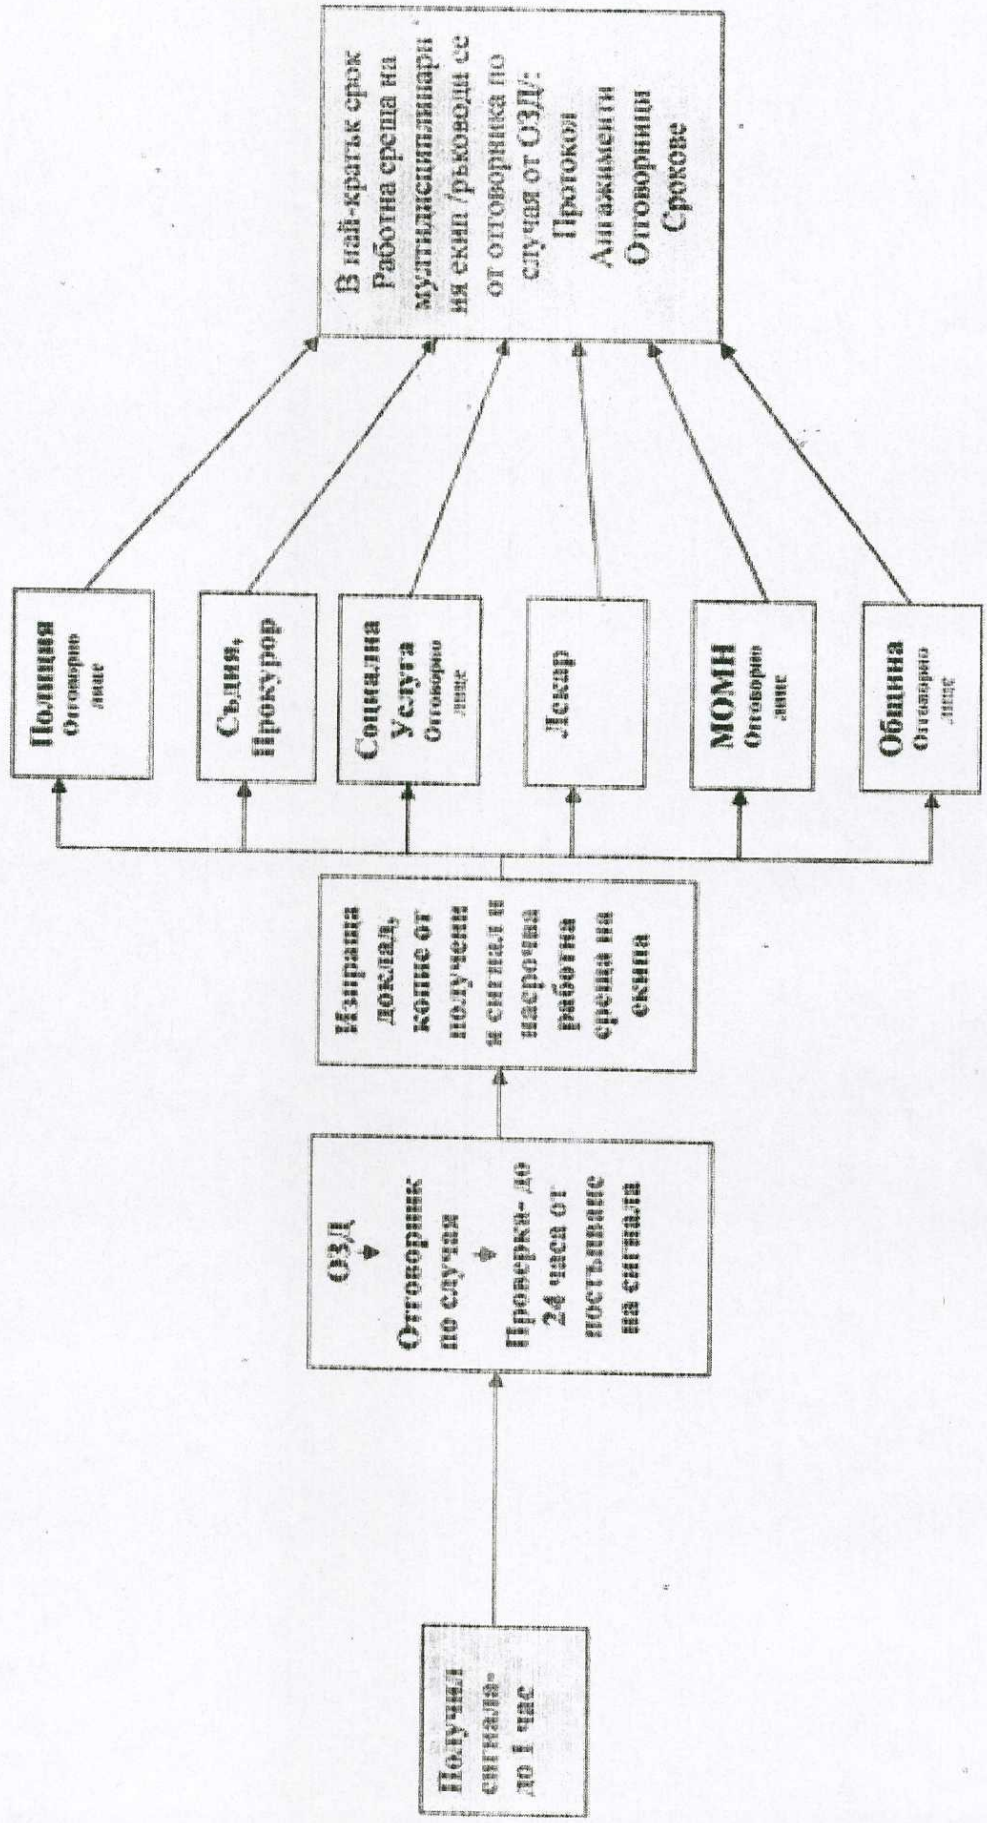 Получил
сигнала-
до 1 час
ОЗД
Отговорник
по случая
Проверка- до
24 часа от
постъпване
на сигнала
Изпраща
доклад,
копие от
получени
я сигнал и
насрочва
работна
среща на
екипа
Полиция
Отговорно
лице
Съдия,
Прокурор
Социална
Услуга
Отговорно
лице
Лекар
МОМН
Отговорно
лице
Община
Отговорно
лице
В най-кратък срок
Работна среща на
мултидисциплинарн
ия екип /ръководи се
от отговорника по
случая от ОЗД/:
Протокол
Ангажименти
Отговорници
Срокове